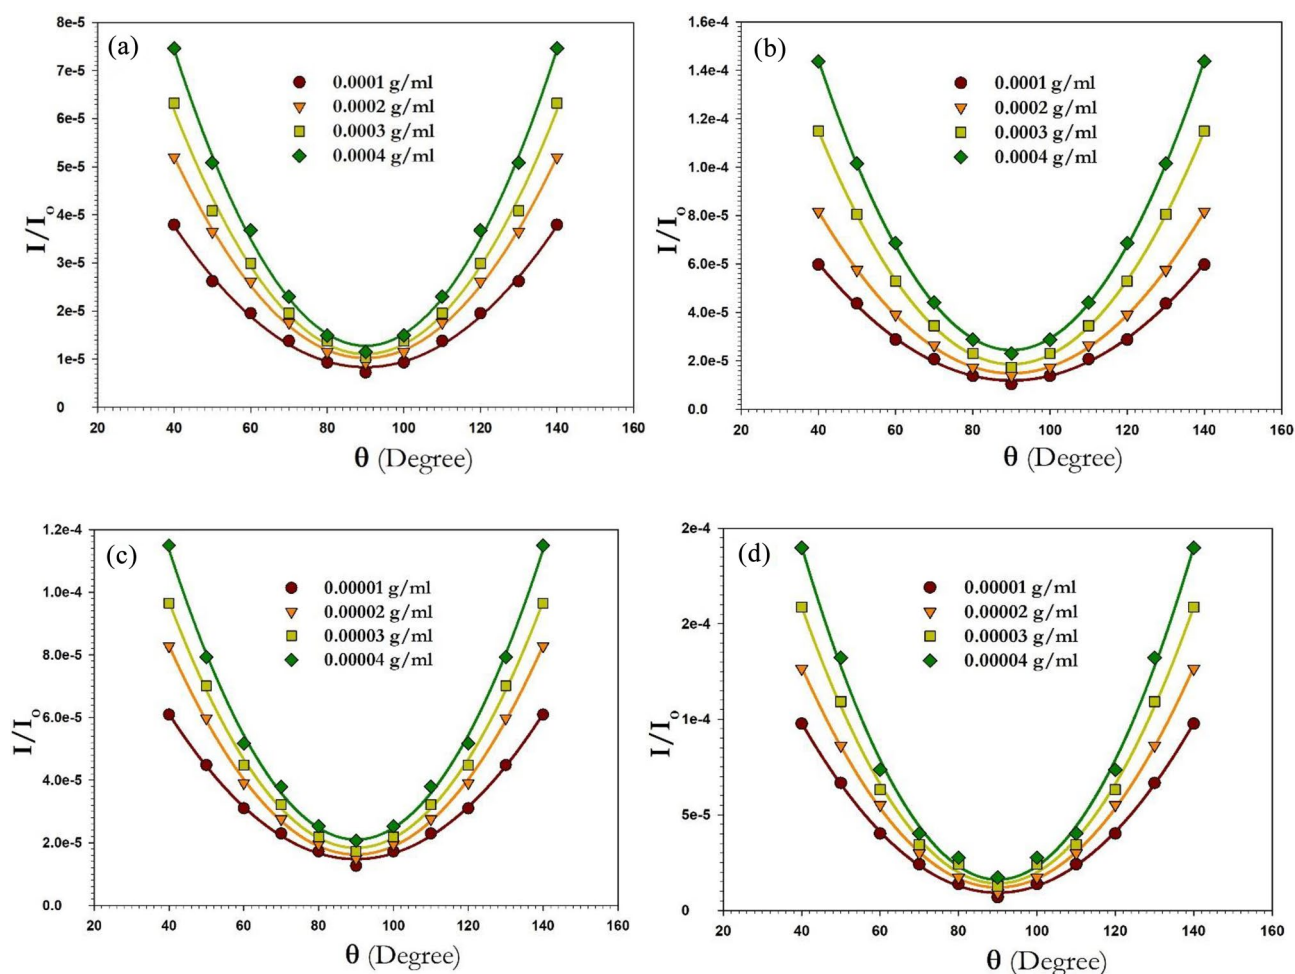 (a)
8e-5
7e-5
6e-5
5e-5
4e-5
3e-5
2e-5
1e-5
0
I/Io
0.0001 g/ml
0.0002 g/ml
0.0003 g/ml
0.0004 g/ml
20 40 60 80 100 120 140 160
θ (Degree)
(b)
1.6e-4
1.2e-4
1.2e-4
1.0e-4
8.0e-5
6.0e-5
4.0e-5
2.0e-5
0.0
I/Io
0.0001 g/ml
0.0002 g/ml
0.0003 g/ml
0.0004 g/ml
20 40 60 80 100 120 140 160
θ (Degree)
(c)
1.2e-4
1.0e-4
8.0e-5
6.0e-5
4.0e-5
2.0e-5
0.0
I/Io
0.00001 g/ml
0.00002 g/ml
0.00003 g/ml
0.00004 g/ml
20 40 60 80 100 120 140 160
θ (Degree)
(d)
2e-4
2e-4
1e-4
5e-5
0
I/Io
0.00001 g/ml
0.00002 g/ml
0.00003 g/ml
0.00004 g/ml
20 40 60 80 100 120 140 160
θ (Degree)